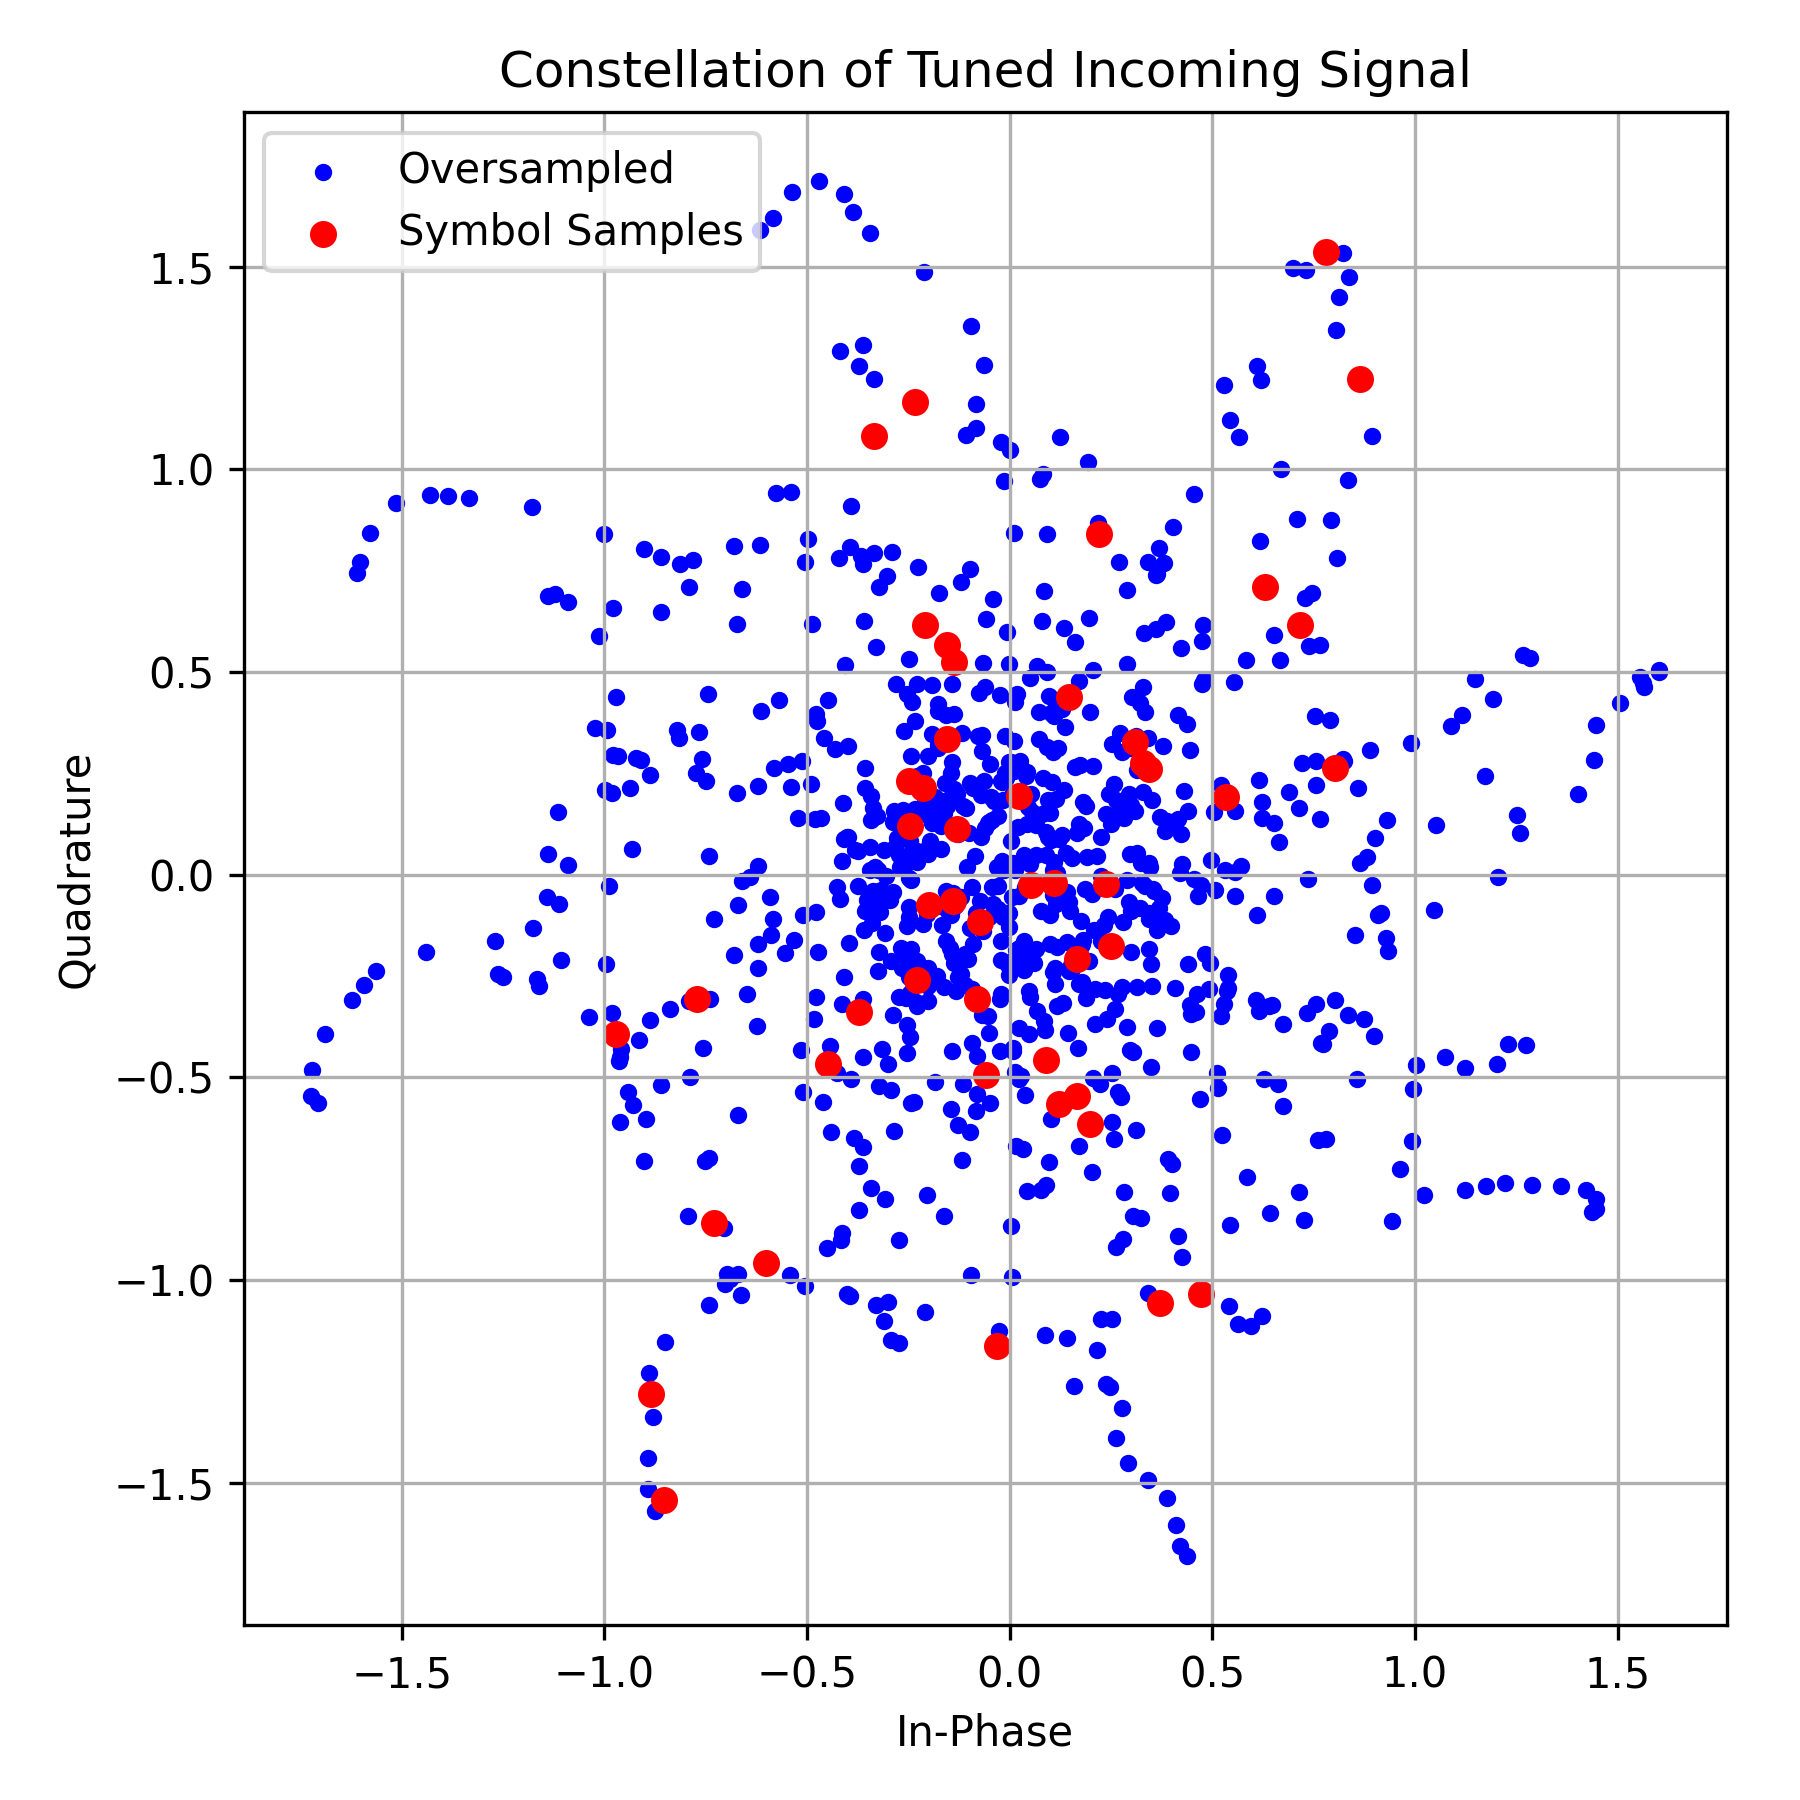 Constellation of Tuned Incoming Signal
Oversampled
Symbol Samples
1.5
1.0
0.5
0.0
−0.5
−1.0
−1.5
Quadrature
−1.5 −1.0 −0.5 0.0 0.5 1.0 1.5
In-Phase